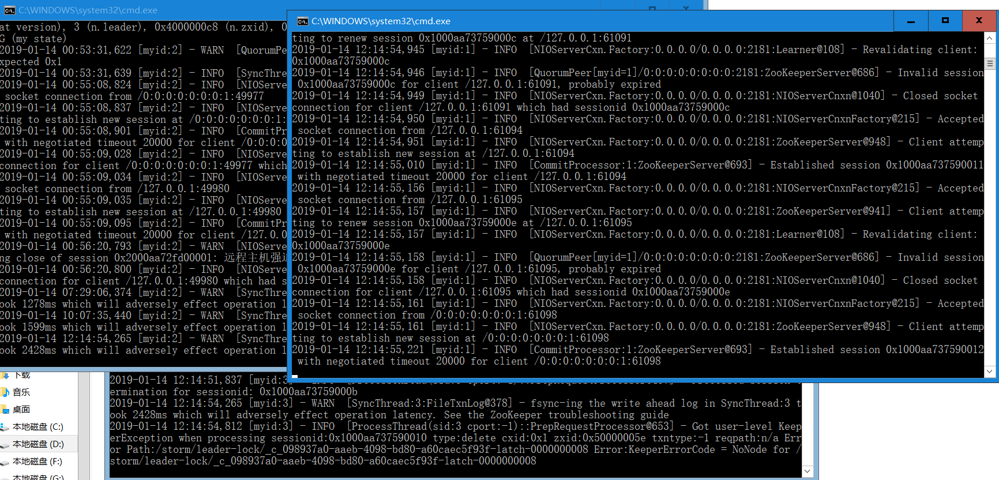 C:\WINDOWS\system32\cmd.exe
at version), 3 (n.leader), 0x4000000c8 (n.zxid), 0
G (my state)
2019-01-14 00:53:31,622 [myid:2] - WARN  [QuorumPe
xpected 0x1
2019-01-14 00:53:31,639 [myid:2] - INFO  [SyncThre
2019-01-14 00:55:08,824 [myid:2] - INFO  [NIOServe
 socket connection from /0:0:0:0:0:0:0:1:49977
2019-01-14 00:55:08,837 [myid:2] - INFO  [NIOServe
ting to establish new session at /0:0:0:0:0:0:0:1:
2019-01-14 00:55:08,901 [myid:2] - INFO  [CommitPr
 with negotiated timeout 20000 for client /0:0:0:0
2019-01-14 00:55:09,028 [myid:2] - INFO  [NIOServe
connection for client /0:0:0:0:0:0:0:1:49977 which
2019-01-14 00:55:09,034 [myid:2] - INFO  [NIOServe
 socket connection from /127.0.0.1:49980
2019-01-14 00:55:09,035 [myid:2] - INFO  [NIOServe
ting to establish new session at /127.0.0.1:49980
2019-01-14 00:55:09,095 [myid:2] - INFO  [CommitPr
 with negotiated timeout 20000 for client /127.0.0
2019-01-14 00:56:20,793 [myid:2] - WARN  [NIOServe
ng close of session 0x2000aa72fd00001: 远程主机强迫
2019-01-14 00:56:20,800 [myid:2] - INFO  [NIOServe
connection for client /127.0.0.1:49980 which had s
2019-01-14 07:29:06,374 [myid:2] - WARN  [SyncThre
ook 1278ms which will adversely effect operation l
2019-01-14 10:07:35,440 [myid:2] - WARN  [SyncThre
ook 1599ms which will adversely effect operation l
2019-01-14 12:14:54,265 [myid:2] - WARN  [SyncThre
ook 2428ms which will adversely effect operation l
C:\WINDOWS\system32\cmd.exe
ting to renew session 0x1000aa73759000c at /127.0.0.1:61091
2019-01-14 12:14:54,945 [myid:1] - INFO  [NIOServerCxn.Factory:0.0.0.0/0.0.0.0:2181:Learner@108] - Revalidating client:
0x1000aa73759000c
2019-01-14 12:14:54,946 [myid:1] - INFO  [QuorumPeer[myid=1]/0:0:0:0:0:0:0:0:2181:ZooKeeperServer@686] - Invalid session
 0x1000aa73759000c for client /127.0.0.1:61091, probably expired
2019-01-14 12:14:54,949 [myid:1] - INFO  [NIOServerCxn.Factory:0.0.0.0/0.0.0.0:2181:NIOServerCnxn@1040] - Closed socket
connection for client /127.0.0.1:61091 which had sessionid 0x1000aa73759000c
2019-01-14 12:14:54,950 [myid:1] - INFO  [NIOServerCxn.Factory:0.0.0.0/0.0.0.0:2181:NIOServerCnxnFactory@215] - Accepted
 socket connection from /127.0.0.1:61094
2019-01-14 12:14:54,951 [myid:1] - INFO  [NIOServerCxn.Factory:0.0.0.0/0.0.0.0:2181:ZooKeeperServer@948] - Client attemp
ting to establish new session at /127.0.0.1:61094
2019-01-14 12:14:55,010 [myid:1] - INFO  [CommitProcessor:1:ZooKeeperServer@693] - Established session 0x1000aa737590011
 with negotiated timeout 20000 for client /127.0.0.1:61094
2019-01-14 12:14:55,156 [myid:1] - INFO  [NIOServerCxn.Factory:0.0.0.0/0.0.0.0:2181:NIOServerCnxnFactory@215] - Accepted
 socket connection from /127.0.0.1:61095
2019-01-14 12:14:55,157 [myid:1] - INFO  [NIOServerCxn.Factory:0.0.0.0/0.0.0.0:2181:ZooKeeperServer@941] - Client attemp
ting to renew session 0x1000aa73759000e at /127.0.0.1:61095
2019-01-14 12:14:55,157 [myid:1] - INFO  [NIOServerCxn.Factory:0.0.0.0/0.0.0.0:2181:Learner@108] - Revalidating client:
0x1000aa73759000e
2019-01-14 12:14:55,158 [myid:1] - INFO  [QuorumPeer[myid=1]/0:0:0:0:0:0:0:0:2181:ZooKeeperServer@686] - Invalid session
 0x1000aa73759000e for client /127.0.0.1:61095, probably expired
2019-01-14 12:14:55,158 [myid:1] - INFO  [NIOServerCxn.Factory:0.0.0.0/0.0.0.0:2181:NIOServerCnxn@1040] - Closed socket
connection for client /127.0.0.1:61095 which had sessionid 0x1000aa73759000e
2019-01-14 12:14:55,161 [myid:1] - INFO  [NIOServerCxn.Factory:0.0.0.0/0.0.0.0:2181:NIOServerCnxnFactory@215] - Accepted
 socket connection from /0:0:0:0:0:0:0:1:61098
2019-01-14 12:14:55,161 [myid:1] - INFO  [NIOServerCxn.Factory:0.0.0.0/0.0.0.0:2181:ZooKeeperServer@948] - Client attemp
ting to establish new session at /0:0:0:0:0:0:0:1:61098
2019-01-14 12:14:55,221 [myid:1] - INFO  [CommitProcessor:1:ZooKeeperServer@693] - Established session 0x1000aa737590012
 with negotiated timeout 20000 for client /0:0:0:0:0:0:0:1:61098
下载
音乐
桌面
本地磁盘 (C:)
本地磁盘 (D:)
本地磁盘 (F:)
本地磁盘 (G:)
2019-01-14 12:14:51,837 [myid:3]
ermination for sessionid: 0x1000aa73759000b
2019-01-14 12:14:54,265 [myid:3] - WARN  [SyncThread:3:FileTxnLog@378] - fsync-ing the write ahead log in SyncThread:3 t
ook 2428ms which will adversely effect operation latency. See the ZooKeeper troubleshooting guide
2019-01-14 12:14:54,812 [myid:3] - INFO  [ProcessThread(sid:3 cport:-1)::PrepRequestProcessor@653] - Got user-level Keep
erException when processing sessionid:0x1000aa737590010 type:delete cxid:0x1 zxid:0x50000005e txntype:-1 reqpath:n/a Err
or Path:/storm/leader-lock/_c_098937a0-aaeb-4098-bd80-a60caec5f93f-latch-0000000008 Error:KeeperErrorCode = NoNode for /
storm/leader-lock/_c_098937a0-aaeb-4098-bd80-a60caec5f93f-latch-0000000008